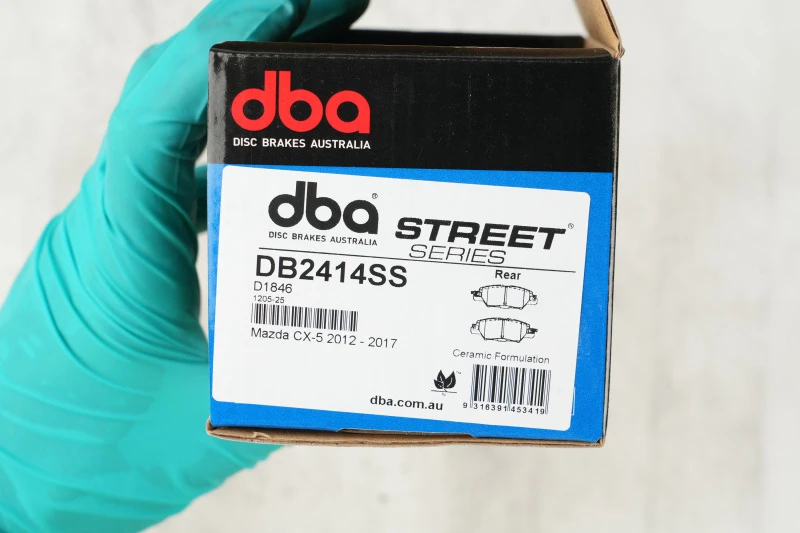 dba
DISC BRAKES AUSTRALIA
dba®
DISC BRAKES AUSTRALIA
STREET®
SERIES
DB2414SS
Rear
D1846
1205-25
Mazda CX-5 2012 - 2017
Ceramic Formulation
dba.com.au
9 316391 453419